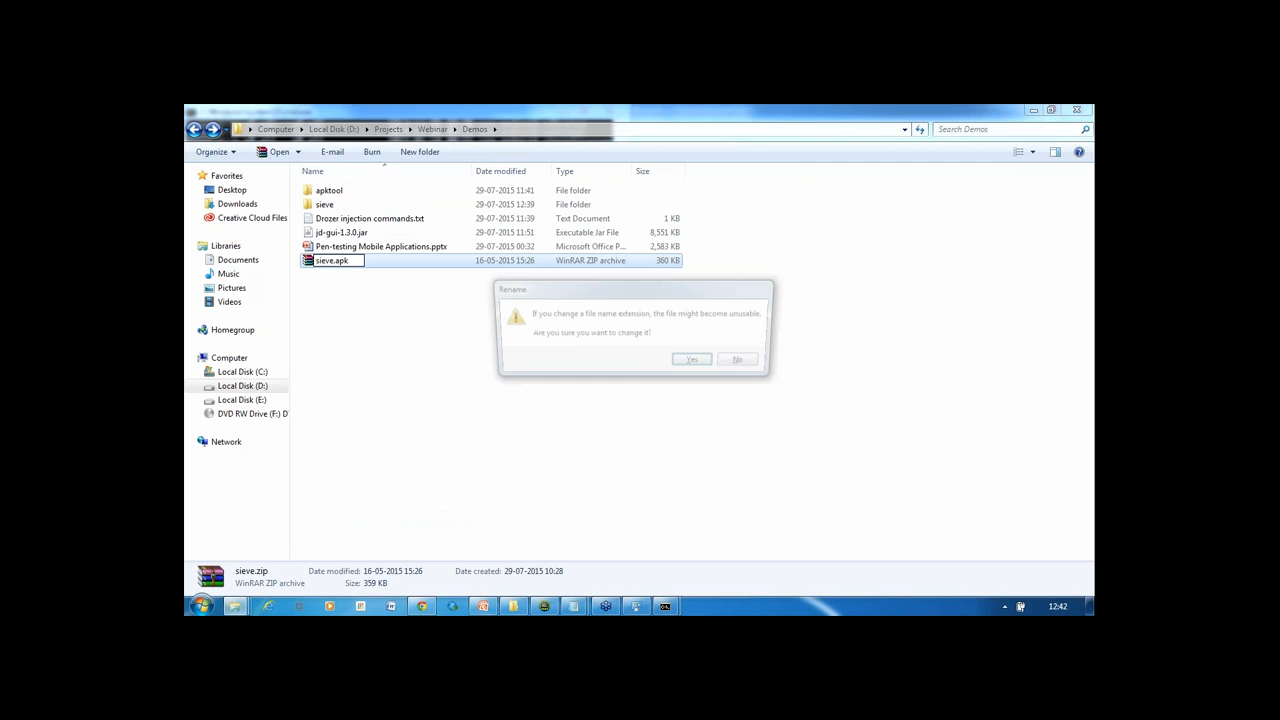 Computer Local Disk (D:) Projects Webinar Demos
Search Demos
Organize Open E-mail Burn New folder
Name Date modified Type Size
Favorites
Desktop
Downloads
Creative Cloud Files
Libraries
Documents
Music
Pictures
Videos
Homegroup
Computer
Local Disk (C:)
Local Disk (D:)
Local Disk (E:)
DVD RW Drive (F:) D
Network
apktool 29-07-2015 11:41 File folder
sieve 29-07-2015 12:39 File folder
Drozer injection commands.txt 29-07-2015 11:39 Text Document 1 KB
jd-gui-1.3.0.jar 29-07-2015 11:51 Executable Jar File 8,551 KB
Pen-testing Mobile Applications.pptx 29-07-2015 00:32 Microsoft Office P... 2,583 KB
sieve.apk 16-05-2015 15:26 WinRAR ZIP archive 360 KB
Rename
If you change a file name extension, the file might become unusable.
Are you sure you want to change it?
Yes No
sieve.zip Date modified: 16-05-2015 15:26 Date created: 29-07-2015 10:28
WinRAR ZIP archive Size: 359 KB
12:42